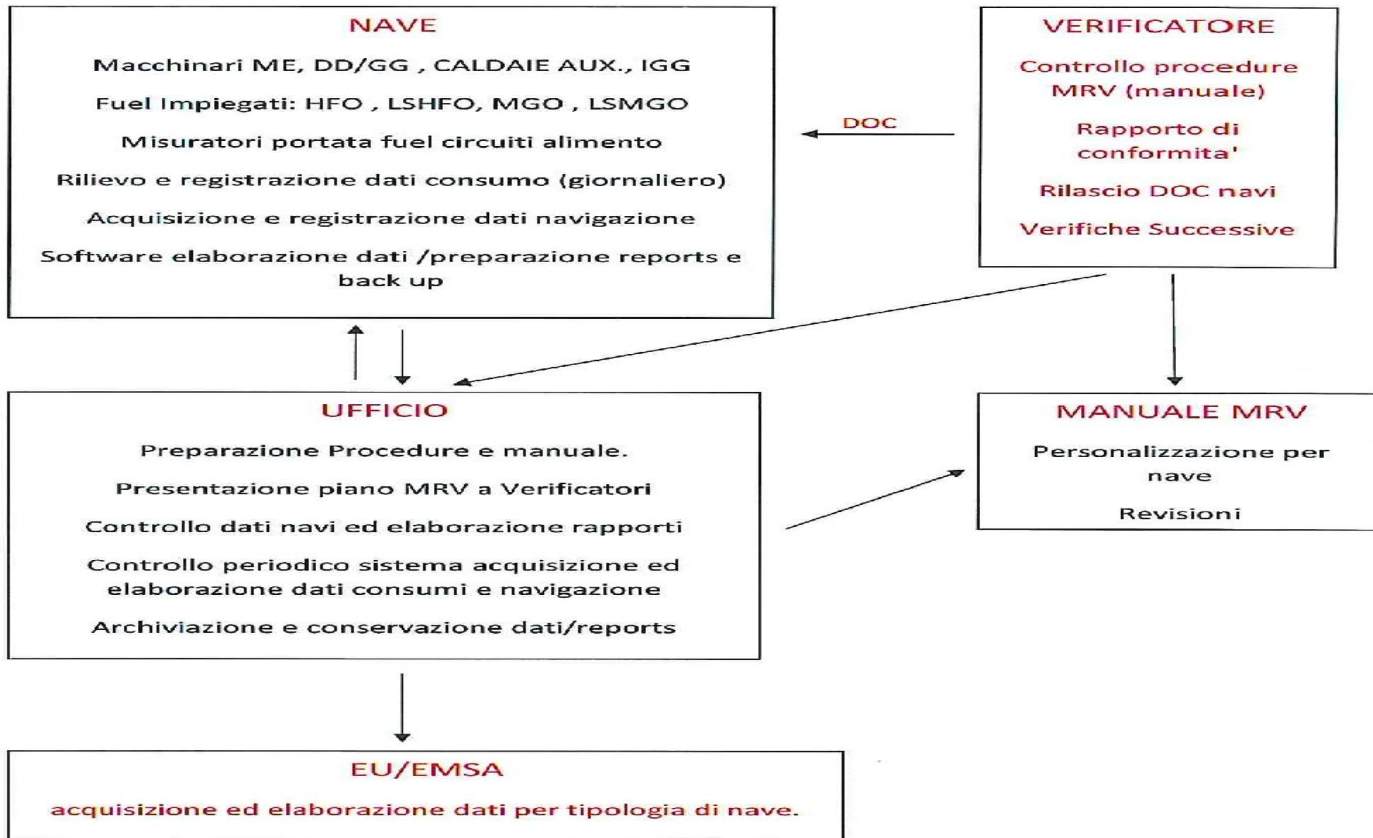 NAVE
Macchinari ME, DD/GG , CALDAIE AUX., IGG
Fuel Impiegati: HFO , LSHFO, MGO , LSMGO
Misuratori portata fuel circuiti alimento
Rilievo e registrazione dati consumo (giornaliero)
Acquisizione e registrazione dati navigazione
Software elaborazione dati /preparazione reports e
back up
DOC
VERIFICATORE
Controllo procedure
MRV (manuale)
Rapporto di
conformita'
Rilascio DOC navi
Verifiche Successive
UFFICIO
Preparazione Procedure e manuale.
Presentazione piano MRV a Verificatori
Controllo dati navi ed elaborazione rapporti
Controllo periodico sistema acquisizione ed
elaborazione dati consumi e navigazione
Archiviazione e conservazione dati/reports
MANUALE MRV
Personalizzazione per
nave
Revisioni
EU/EMSA
acquisizione ed elaborazione dati per tipologia di nave.